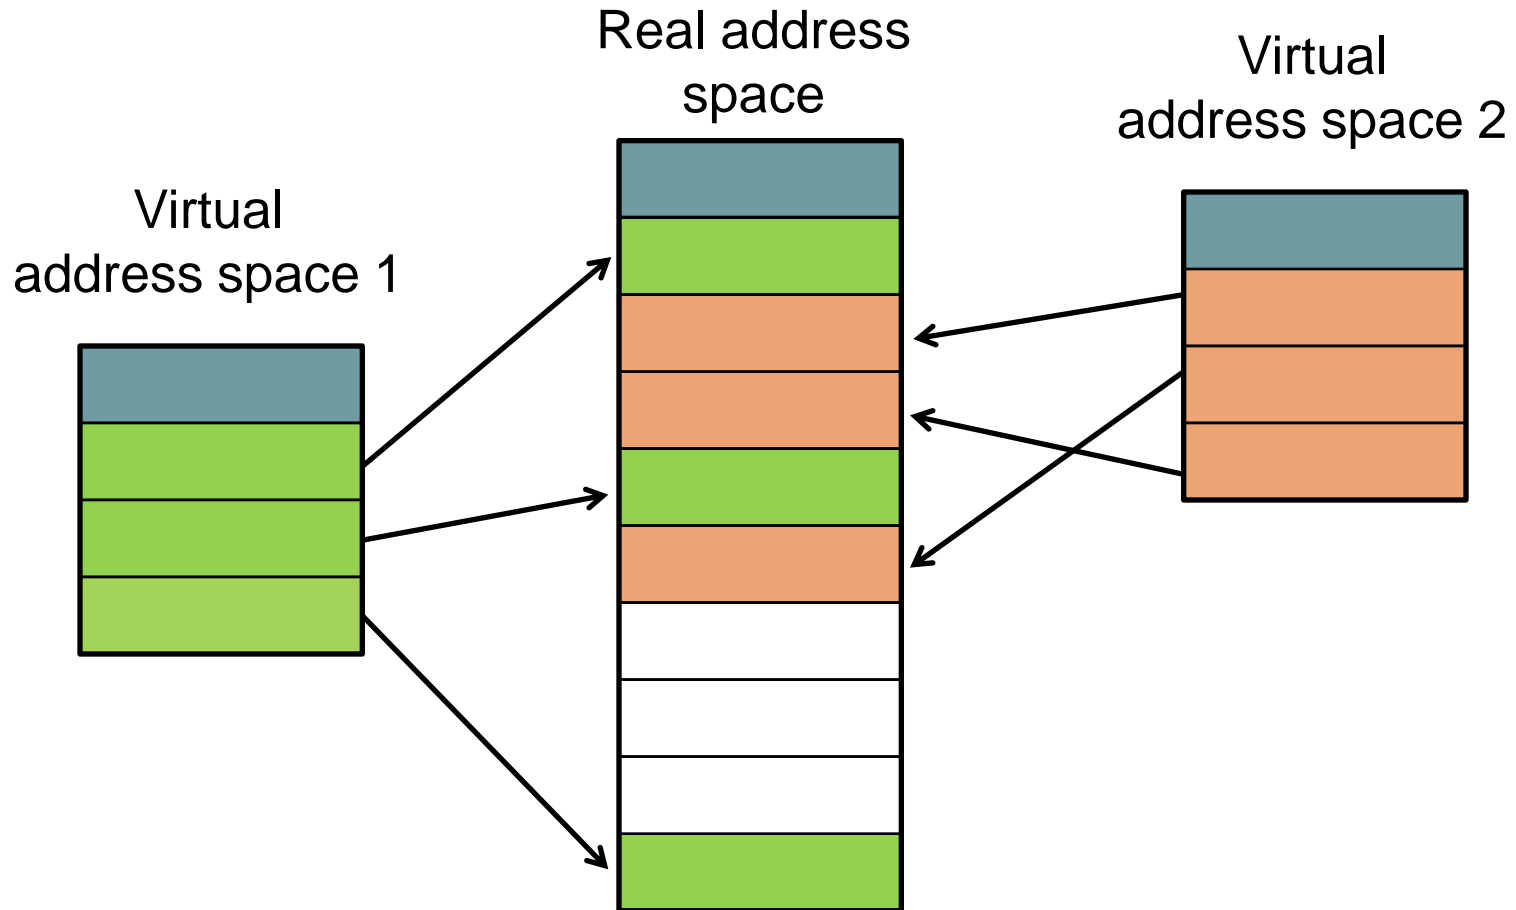 Real address
space
Virtual
address space 2
Virtual
address space 1